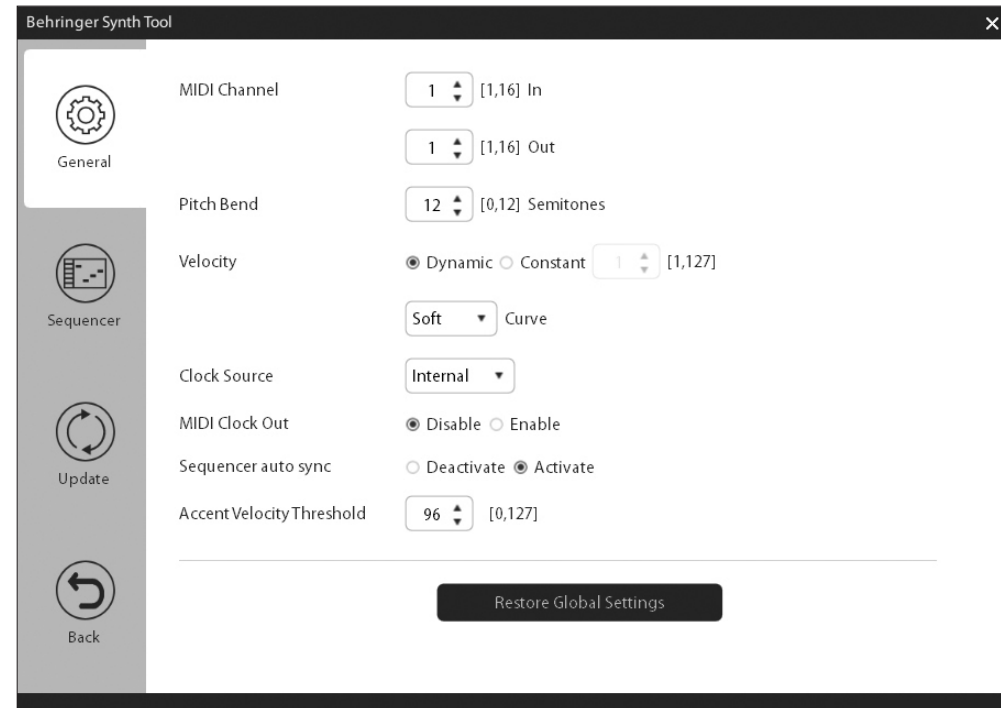 Behringer Synth Tool
General
Sequencer
Update
Back
MIDI Channel 1 [1,16] In
1 [1,16] Out
Pitch Bend 12 [0,12] Semitones
Velocity Dynamic Constant 1 [1,127]
Soft Curve
Clock Source Internal
MIDI Clock Out Disable Enable
Sequencer auto sync Deactivate Activate
Accent Velocity Threshold 96 [0,127]
Restore Global Settings